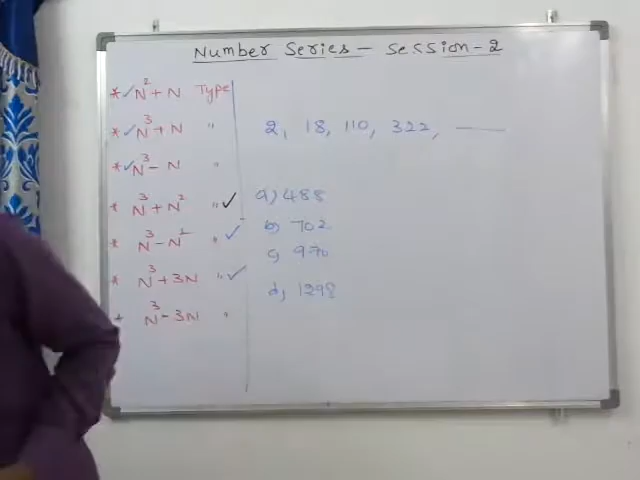 Number Series - Session-2
* ✓ N² + N Type
* ✓ N³ + N "
* ✓ N³ - N "
* N³ + N² " ✓
* N³ - N² " ✓
* N³ + 3N " ✓
* N³ - 3N "
2, 18, 110, 322, ___
a) 488
b) 702
c) 970
d) 1298